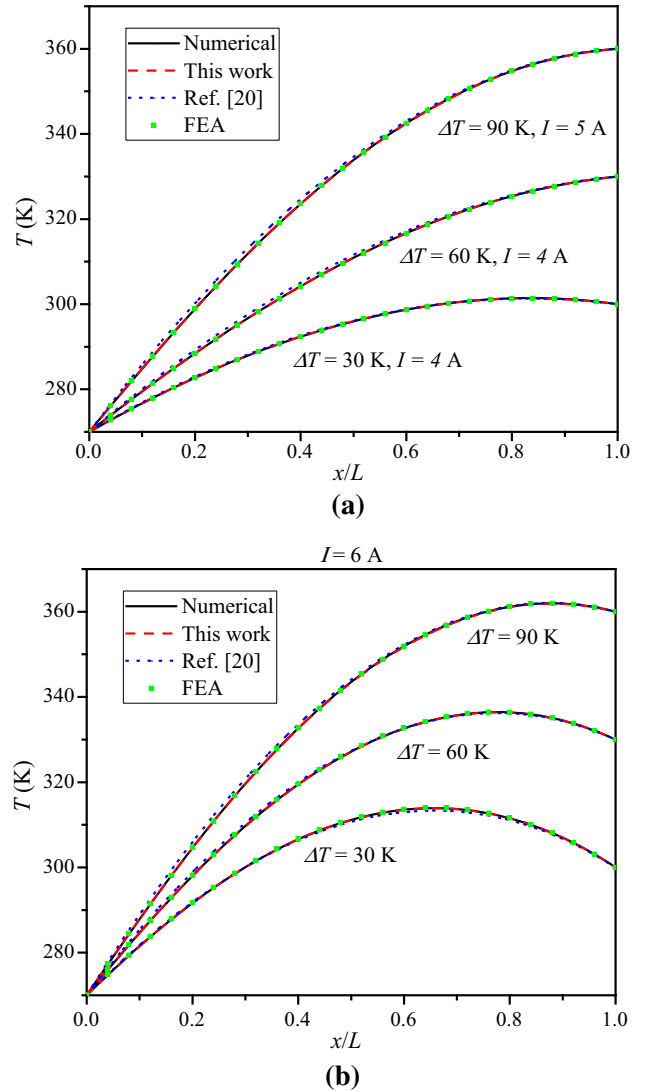 360
340
320
300
280
T (K)
Numerical
This work
Ref. [20]
FEA
ΔT = 90 K, I = 5 A
ΔT = 60 K, I = 4 A
ΔT = 30 K, I = 4 A
0.0 0.2 0.4 0.6 0.8 1.0
x/L
(a)
I = 6 A
360
340
320
300
280
T (K)
Numerical
This work
Ref. [20]
FEA
ΔT = 90 K
ΔT = 60 K
ΔT = 30 K
0.0 0.2 0.4 0.6 0.8 1.0
x/L
(b)